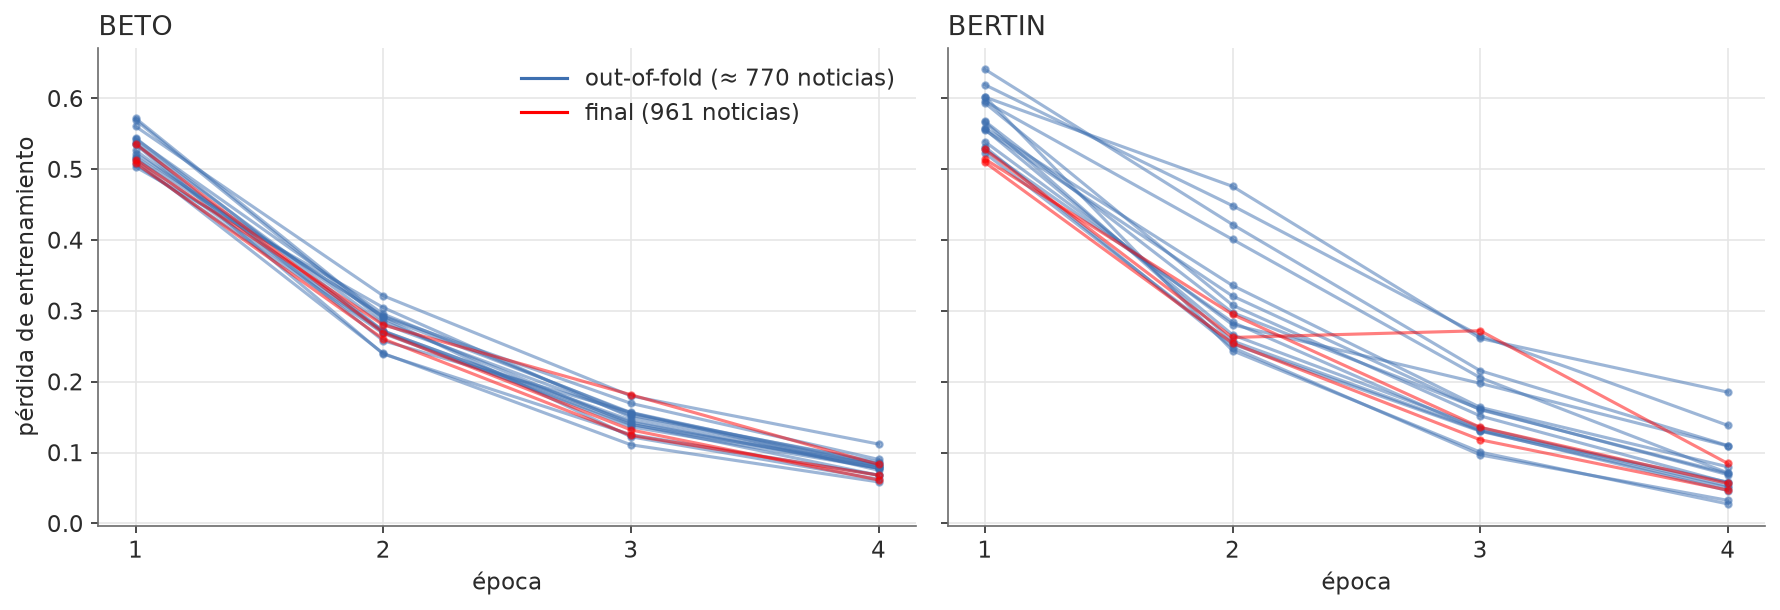 BETO
BERTIN
out-of-fold (≈ 770 noticias)
final (961 noticias)
pérdida de entrenamiento
0.6
0.5
0.4
0.3
0.2
0.1
0.0
1 2 3 4
1 2 3 4
época
época